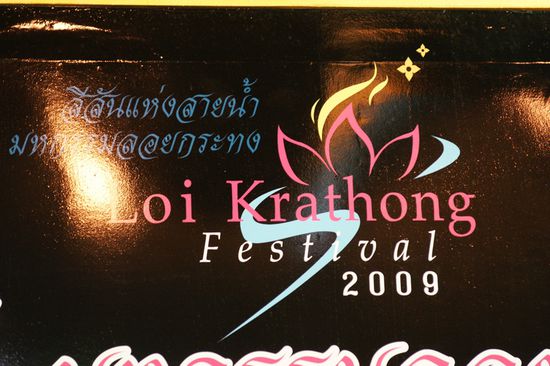 สีสันแห่งสายน้ำ
มหกรรมลอยกระทง
Loi Krathong
Festival
2009